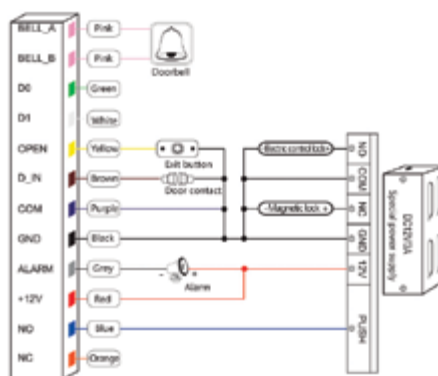 BELL_A Pink
BELL_B Pink
Doorbell
D0 Green
D1 White
OPEN Yellow
Exit button
Electric control lock+
NO
D_IN Brown
Door contact
COM
COM Purple
-Magnetic lock +
NC
GND Black
GND
ALARM Grey
Alarm
- +
12V
+12V Red
NO Blue
PUSH
NC Orange
DC12V/3A
Special power supply